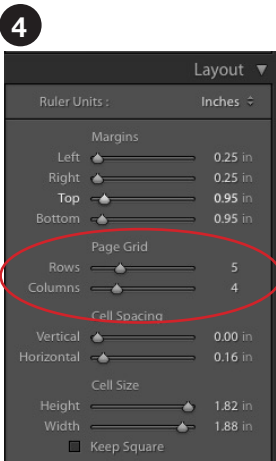 4
Layout ▼
Ruler Units : Inches
Margins
Left 0.25 in
Right 0.25 in
Top 0.95 in
Bottom 0.95 in
Page Grid
Rows 5
Columns 4
Cell Spacing
Vertical 0.00 in
Horizontal 0.16 in
Cell Size
Height 1.82 in
Width 1.88 in
Keep Square